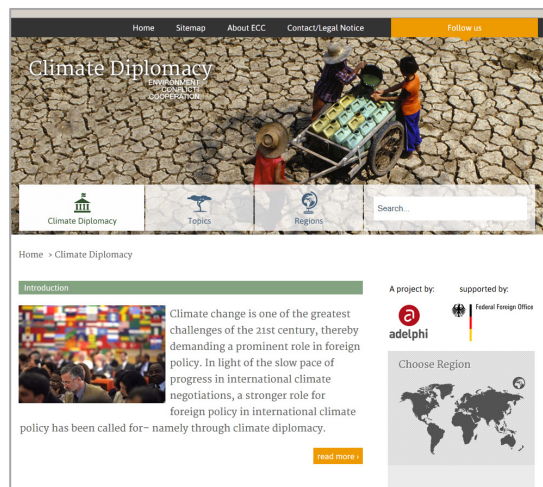 Home Sitemap About ECC Contact/Legal Notice Follow us
Climate Diplomacy
ENVIRONMENT
CONFLICT
COOPERATION
Climate Diplomacy Topics Regions Search...
Home > Climate Diplomacy
Introduction
Climate change is one of the greatest
challenges of the 21st century, thereby
demanding a prominent role in foreign
policy. In light of the slow pace of
progress in international climate
negotiations, a stronger role for
foreign policy in international climate
policy has been called for– namely through climate diplomacy.
read more ›
A project by: supported by:
a
adelphi
Federal Foreign Office
Choose Region